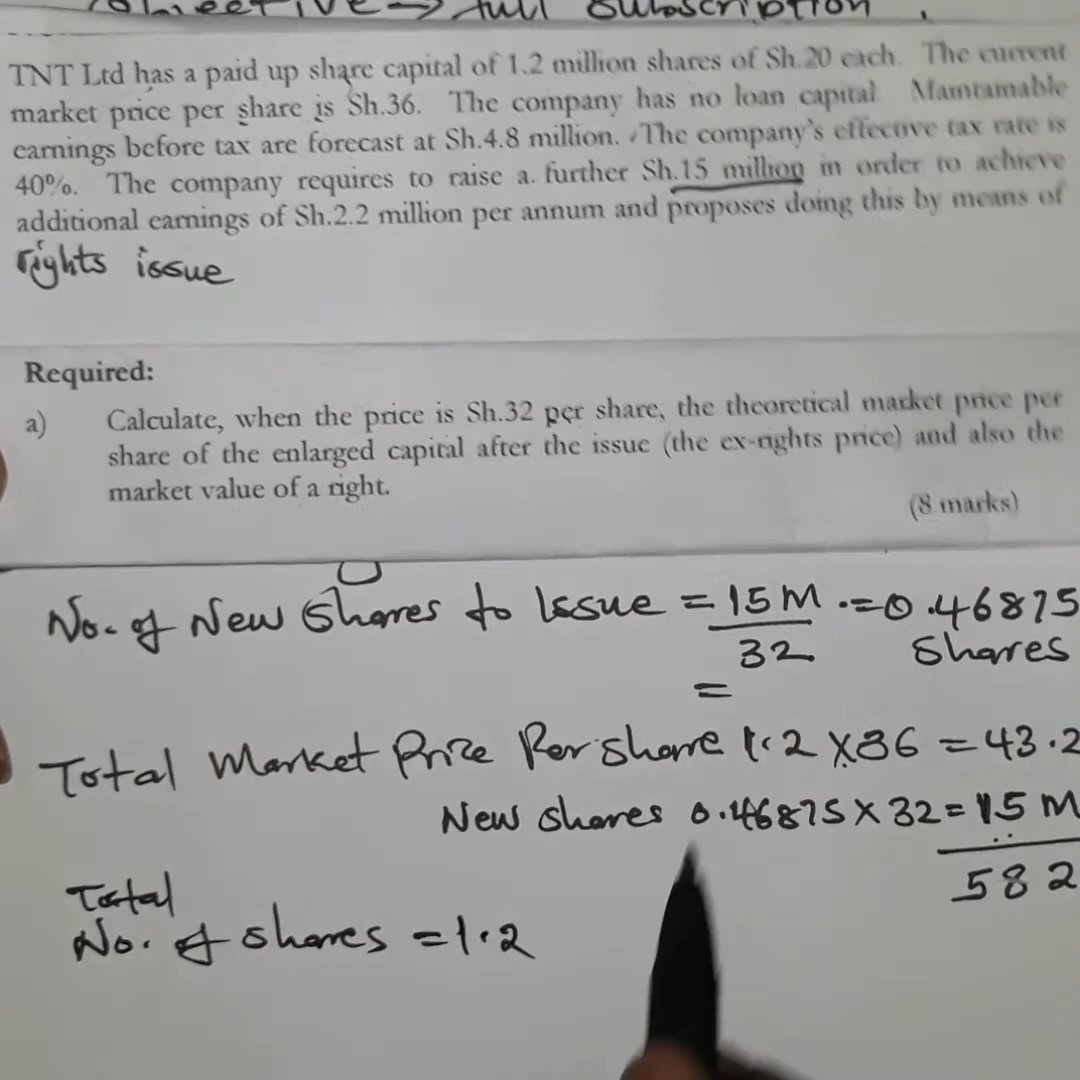 Objective → full subscription.
TNT Ltd has a paid up share capital of 1.2 million shares of Sh.20 each. The current
market price per share is Sh.36. The company has no loan capital. Maintainable
earnings before tax are forecast at Sh.4.8 million. The company's effective tax rate is
40%. The company requires to raise a further Sh.15 million in order to achieve
additional earnings of Sh.2.2 million per annum and proposes doing this by means of
rights issue
Required:
a) Calculate, when the price is Sh.32 per share, the theoretical market price per
share of the enlarged capital after the issue (the ex-rights price) and also the
market value of a right.
(8 marks)
No. of New Shares to Issue = 15M = 0.46875
32 Shares
=
Total Market Price Per share 1.2 X 36 = 43.2
New shares 0.46875 X 32 = 15 M
58 2
Total
No. of shares = 1.2